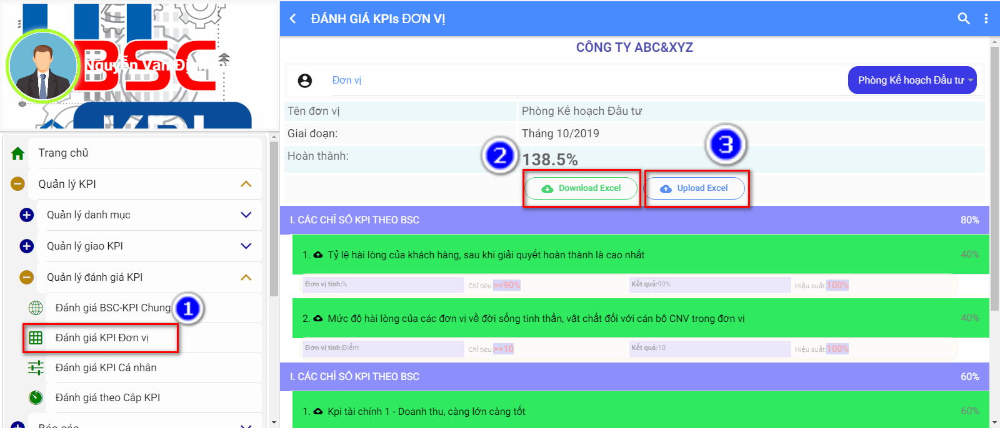 BSC
Nguyễn Văn Định
KPI
Trang chủ
Quản lý KPI
Quản lý danh mục
Quản lý giao KPI
Quản lý đánh giá KPI
Đánh giá BSC-KPI Chung
1
Đánh giá KPI Đơn vị
Đánh giá KPI Cá nhân
Đánh giá theo Câp KPI
Báo cáo
ĐÁNH GIÁ KPIs ĐƠN VỊ
CÔNG TY ABC&XYZ
Đơn vị
Phòng Kế hoạch Đầu tư
Tên đơn vị
Phòng Kế hoạch Đầu tư
Giai đoạn:
Tháng 10/2019
Hoàn thành:
138.5%
2
3
Download Excel
Upload Excel
I. CÁC CHỈ SỐ KPI THEO BSC 80%
1. Tỷ lệ hài lòng của khách hàng, sau khi giải quyết hoàn thành là cao nhất 40%
Đơn vị tính:% Chỉ tiêu:>=90% Kết quả:90% Hiệu suất:100%
2. Mức độ hài lòng của các đơn vị về đời sống tinh thần, vật chất đối với cán bộ CNV trong đơn vị 40%
Đơn vị tính:Điểm Chỉ tiêu:>=10 Kết quả:10 Hiệu suất:100%
I. CÁC CHỈ SỐ KPI THEO BSC 60%
1. Kpi tài chính 1 - Doanh thu, càng lớn càng tốt 60%